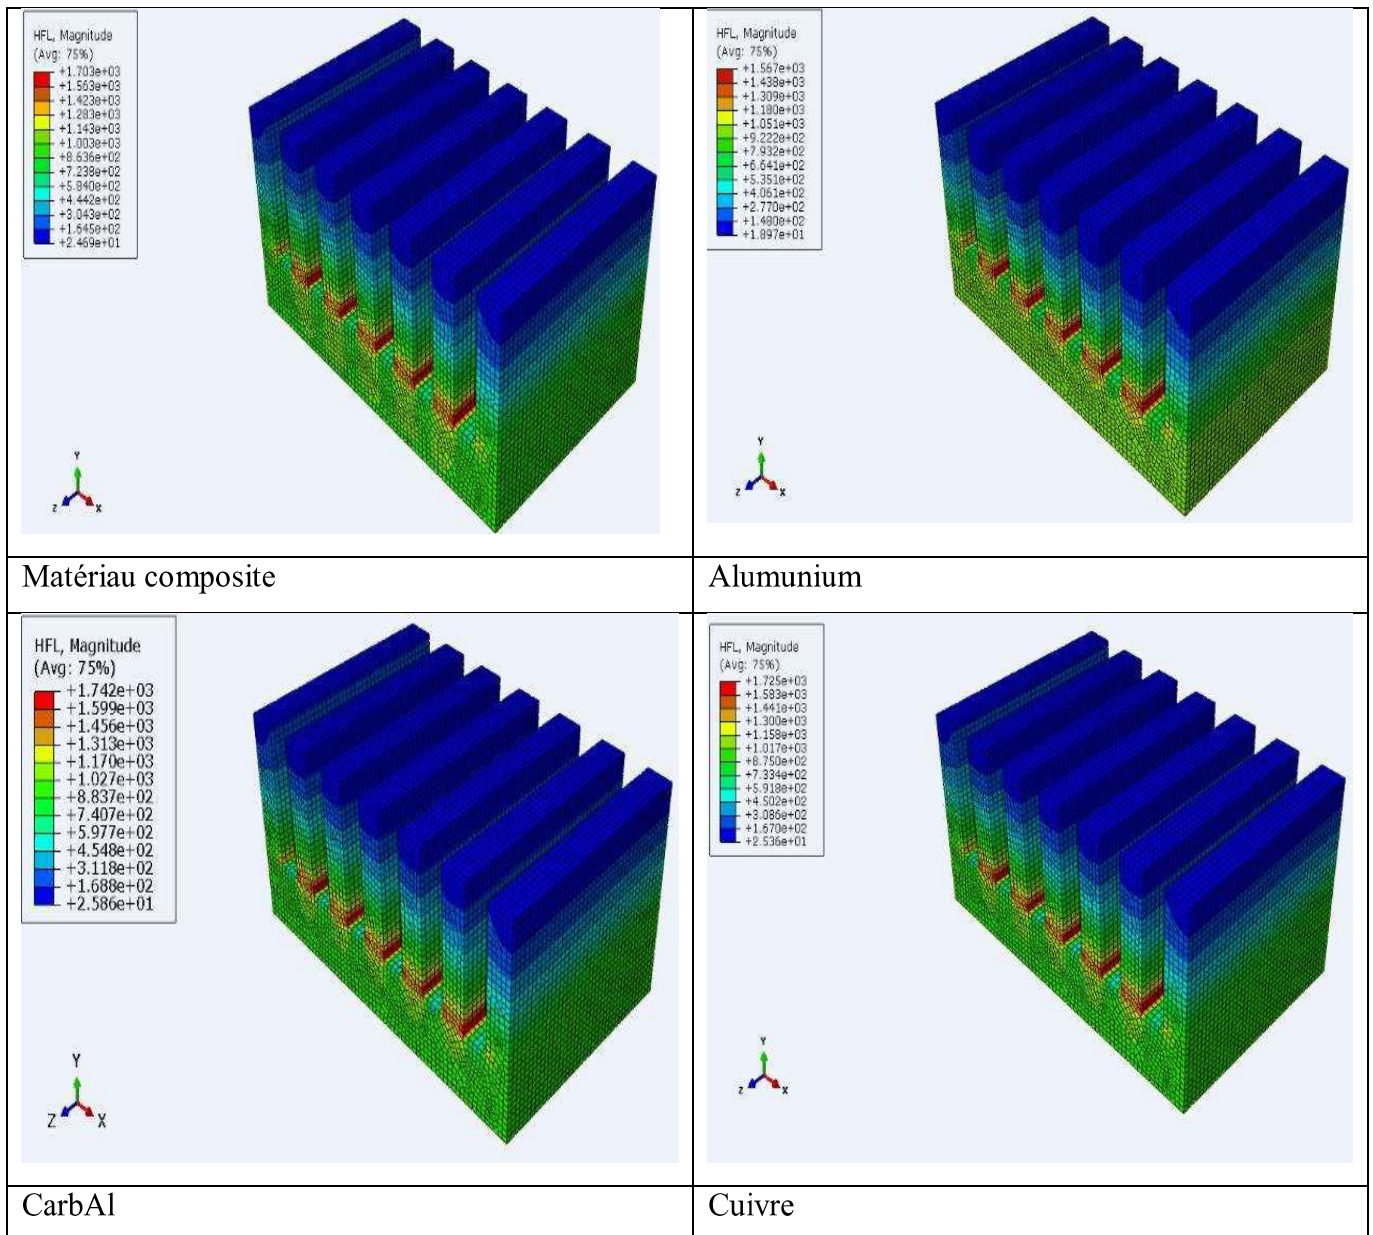 HFL, Magnitude
(Avg: 75%)
+1.703e+03
+1.563e+03
+1.423e+03
+1.283e+03
+1.143e+03
+1.003e+03
+8.636e+02
+7.238e+02
+5.840e+02
+4.442e+02
+3.043e+02
+1.645e+02
+2.469e+01
Y
Z X
HFL, Magnitude
(Avg: 75%)
+1.567e+03
+1.438e+03
+1.309e+03
+1.180e+03
+1.051e+03
+9.222e+02
+7.932e+02
+6.641e+02
+5.351e+02
+4.061e+02
+2.770e+02
+1.480e+02
+1.897e+01
Y
Z X
Matériau composite
Alumunium
HFL, Magnitude
(Avg: 75%)
+1.742e+03
+1.599e+03
+1.456e+03
+1.313e+03
+1.170e+03
+1.027e+03
+8.837e+02
+7.407e+02
+5.977e+02
+4.548e+02
+3.118e+02
+1.688e+02
+2.586e+01
Y
Z X
HFL, Magnitude
(Avg: 75%)
+1.725e+03
+1.583e+03
+1.441e+03
+1.300e+03
+1.158e+03
+1.017e+03
+8.750e+02
+7.334e+02
+5.918e+02
+4.502e+02
+3.086e+02
+1.670e+02
+2.536e+01
Y
Z X
CarbAl
Cuivre